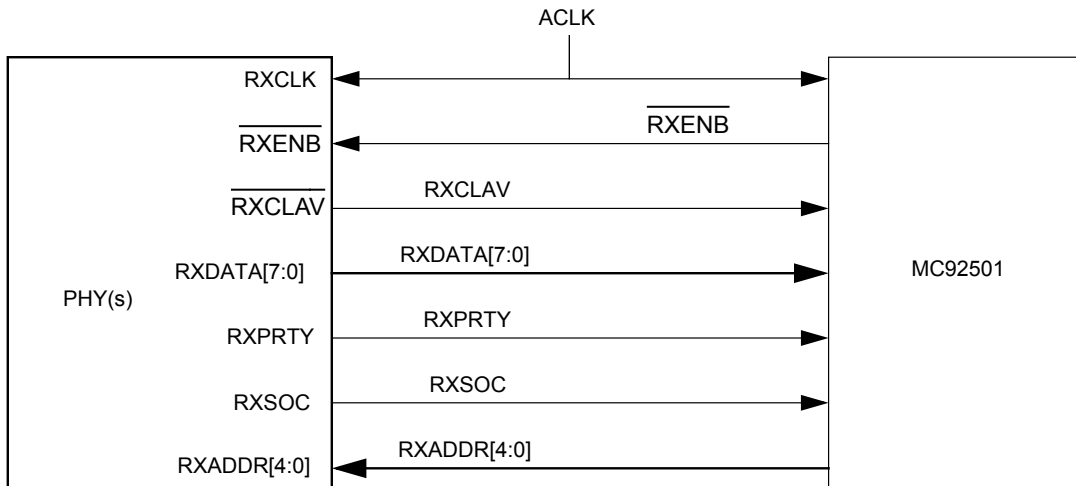 ACLK
RXCLK
RXENB
RXENB
RXCLAV
RXCLAV
RXDATA[7:0]
RXDATA[7:0]
MC92501
PHY(s)
RXPRTY
RXPRTY
RXSOC
RXSOC
RXADDR[4:0]
RXADDR[4:0]